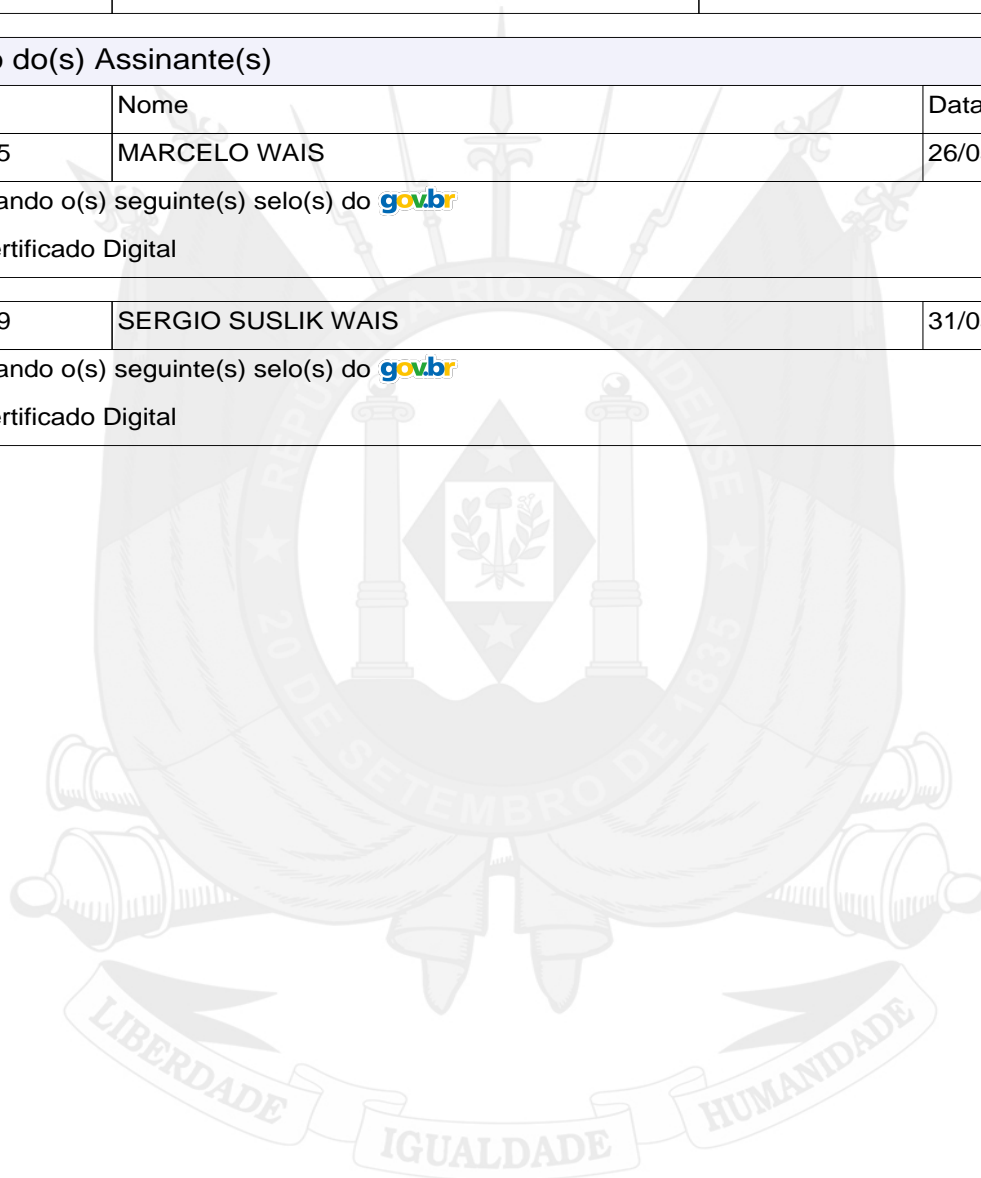 o do(s) Assinante(s)
Nome Data
5 MARCELO WAIS 26/0
ando o(s) seguinte(s) selo(s) do gov.br
rtificado Digital
9 SERGIO SUSLIK WAIS 31/0
ando o(s) seguinte(s) selo(s) do gov.br
rtificado Digital
REPÚBLICA RIO-GRANDENSE
20 DE SETEMBRO DE 1835
LIBERDADE IGUALDADE HUMANIDADE